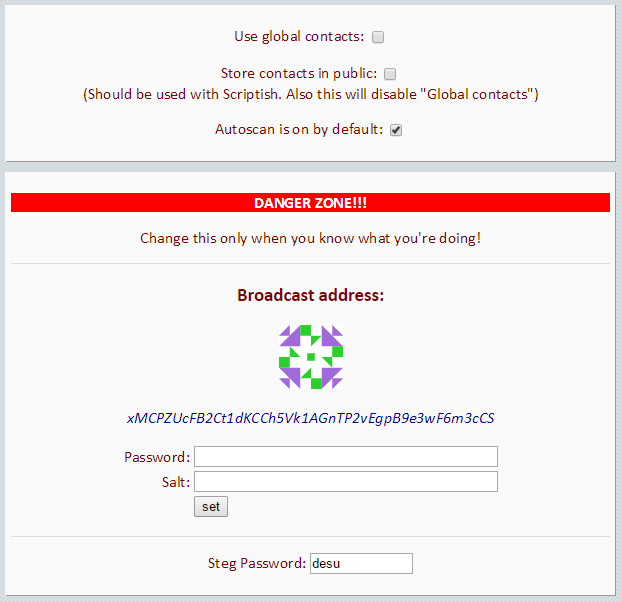 Use global contacts:
Store contacts in public:
(Should be used with Scriptish. Also this will disable "Global contacts")
Autoscan is on by default:
DANGER ZONE!!!
Change this only when you know what you're doing!
Broadcast address:
xMCPZUcFB2Ct1dKCCh5Vk1AGnTP2vEgpB9e3wF6m3cCS
Password:
Salt:
set
Steg Password: desu